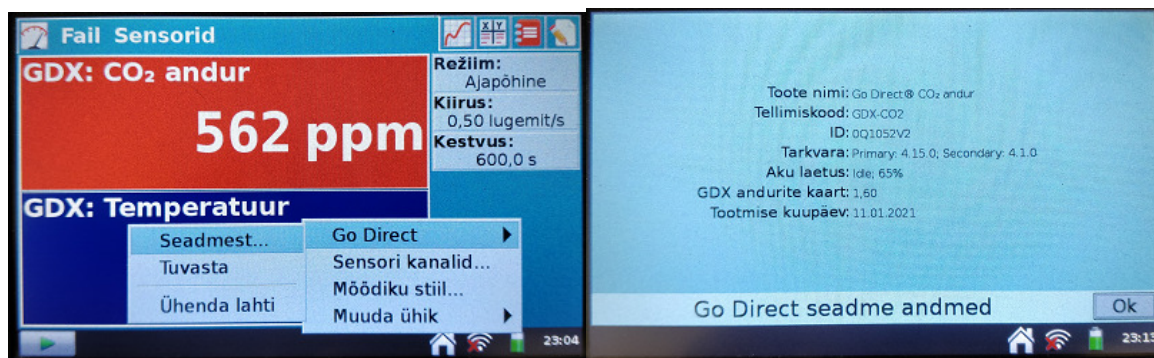 Fail Sensorid
X Y
GDX: CO₂ andur
562 ppm
Režiim:
Ajapõhine
Kiirus:
0,50 lugemit/s
Kestvus:
600,0 s
GDX: Temperatuur
Seadmest...
Tuvasta
Ühenda lahti
Go Direct
Sensori kanalid...
Mõõdiku stiil...
Muuda ühik
23:04
Toote nimi: Go Direct® CO₂ andur
Tellimiskood: GDX-CO2
ID: 0Q1052V2
Tarkvara: Primary: 4.15.0; Secondary: 4.1.0
Aku laetus: Idle; 65%
GDX andurite kaart: 1,60
Tootmise kuupäev: 11.01.2021
Go Direct seadme andmed
Ok
23:13